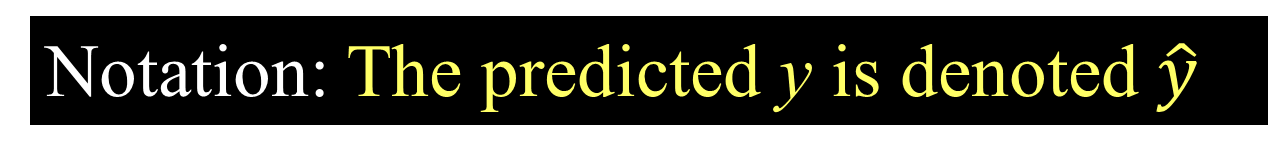 Notation: The predicted y is denoted ŷ